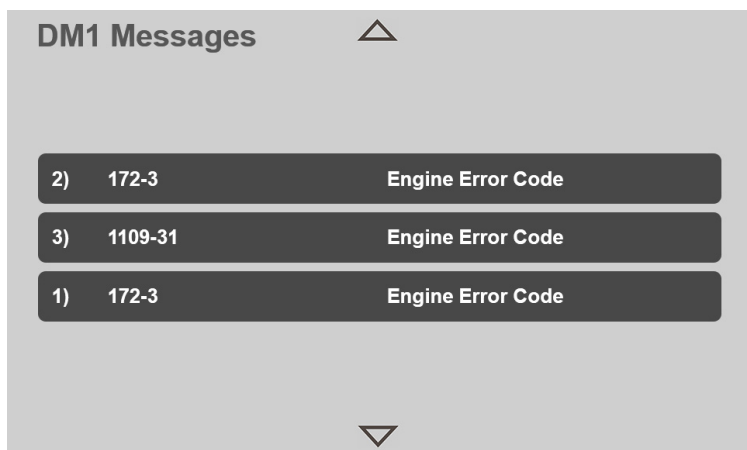 DM1 Messages
2) 172-3 Engine Error Code
3) 1109-31 Engine Error Code
1) 172-3 Engine Error Code